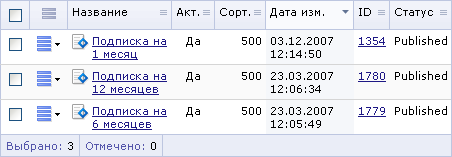 Название Акт. Сорт. Дата изм. ID Статус
Подписка на 1 месяц Да 500 03.12.2007 12:14:50 1354 Published
Подписка на 12 месяцев Да 500 23.03.2007 12:06:34 1780 Published
Подписка на 6 месяцев Да 500 23.03.2007 12:05:49 1779 Published
Выбрано: 3 Отмечено: 0